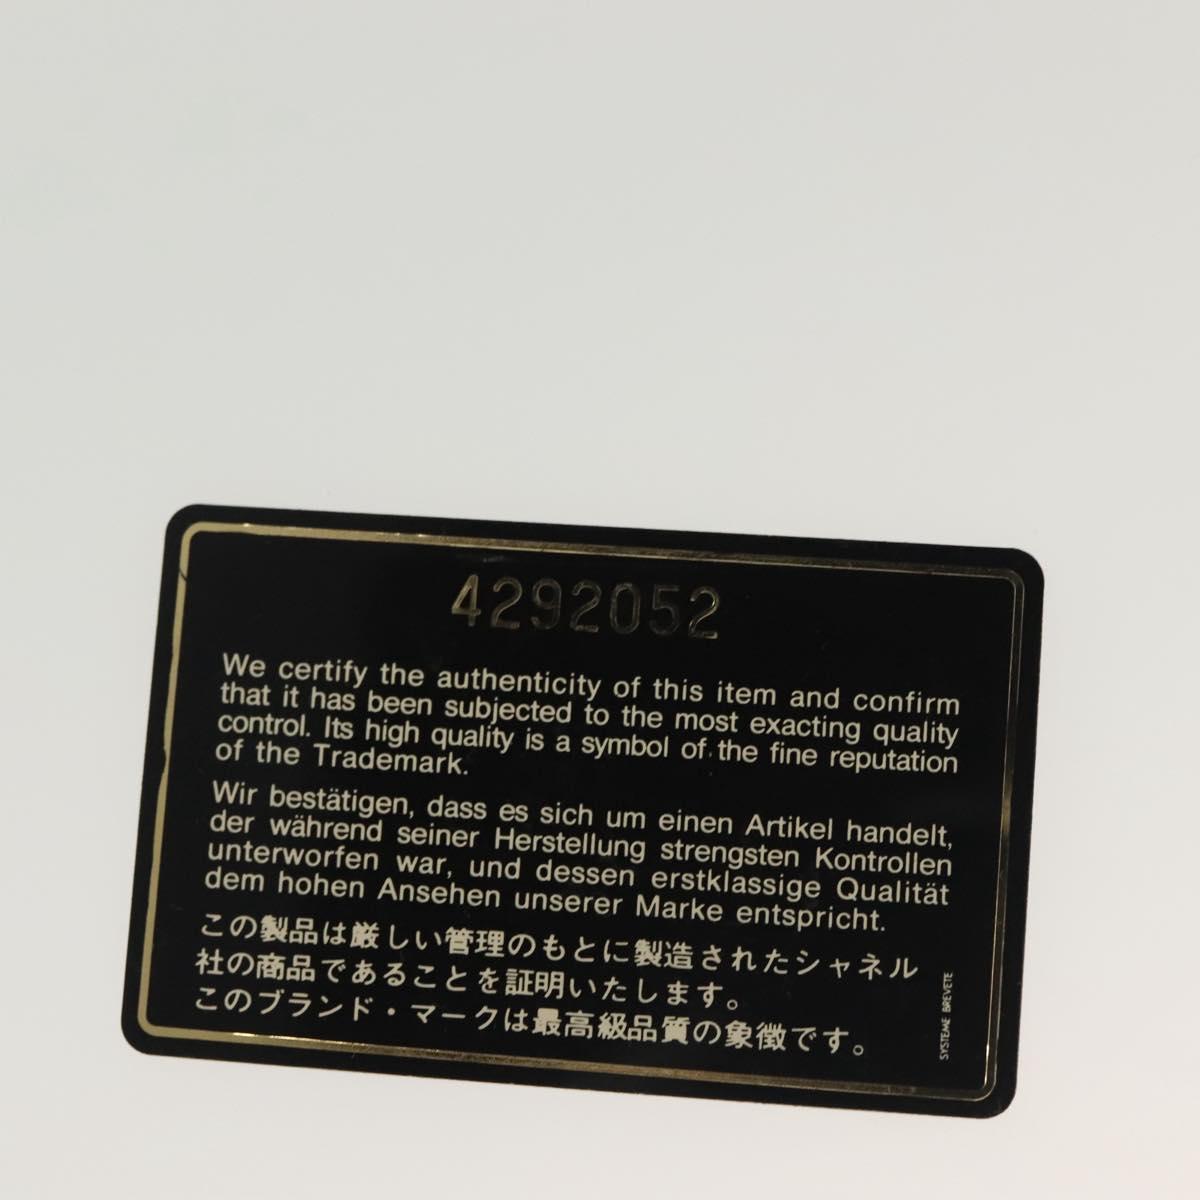 4292052
We certify the authenticity of this item and confirm
that it has been subjected to the most exacting quality
control. Its high quality is a symbol of the fine reputation
of the Trademark.
Wir bestätigen, dass es sich um einen Artikel handelt,
der während seiner Herstellung strengsten Kontrollen
unterworfen war, und dessen erstklassige Qualität
dem hohen Ansehen unserer Marke entspricht.
この製品は厳しい管理のもとに製造されたシャネル
社の商品であることを証明いたします。
このブランド・マークは最高級品質の象徴です。
SYSTEME BREVETE